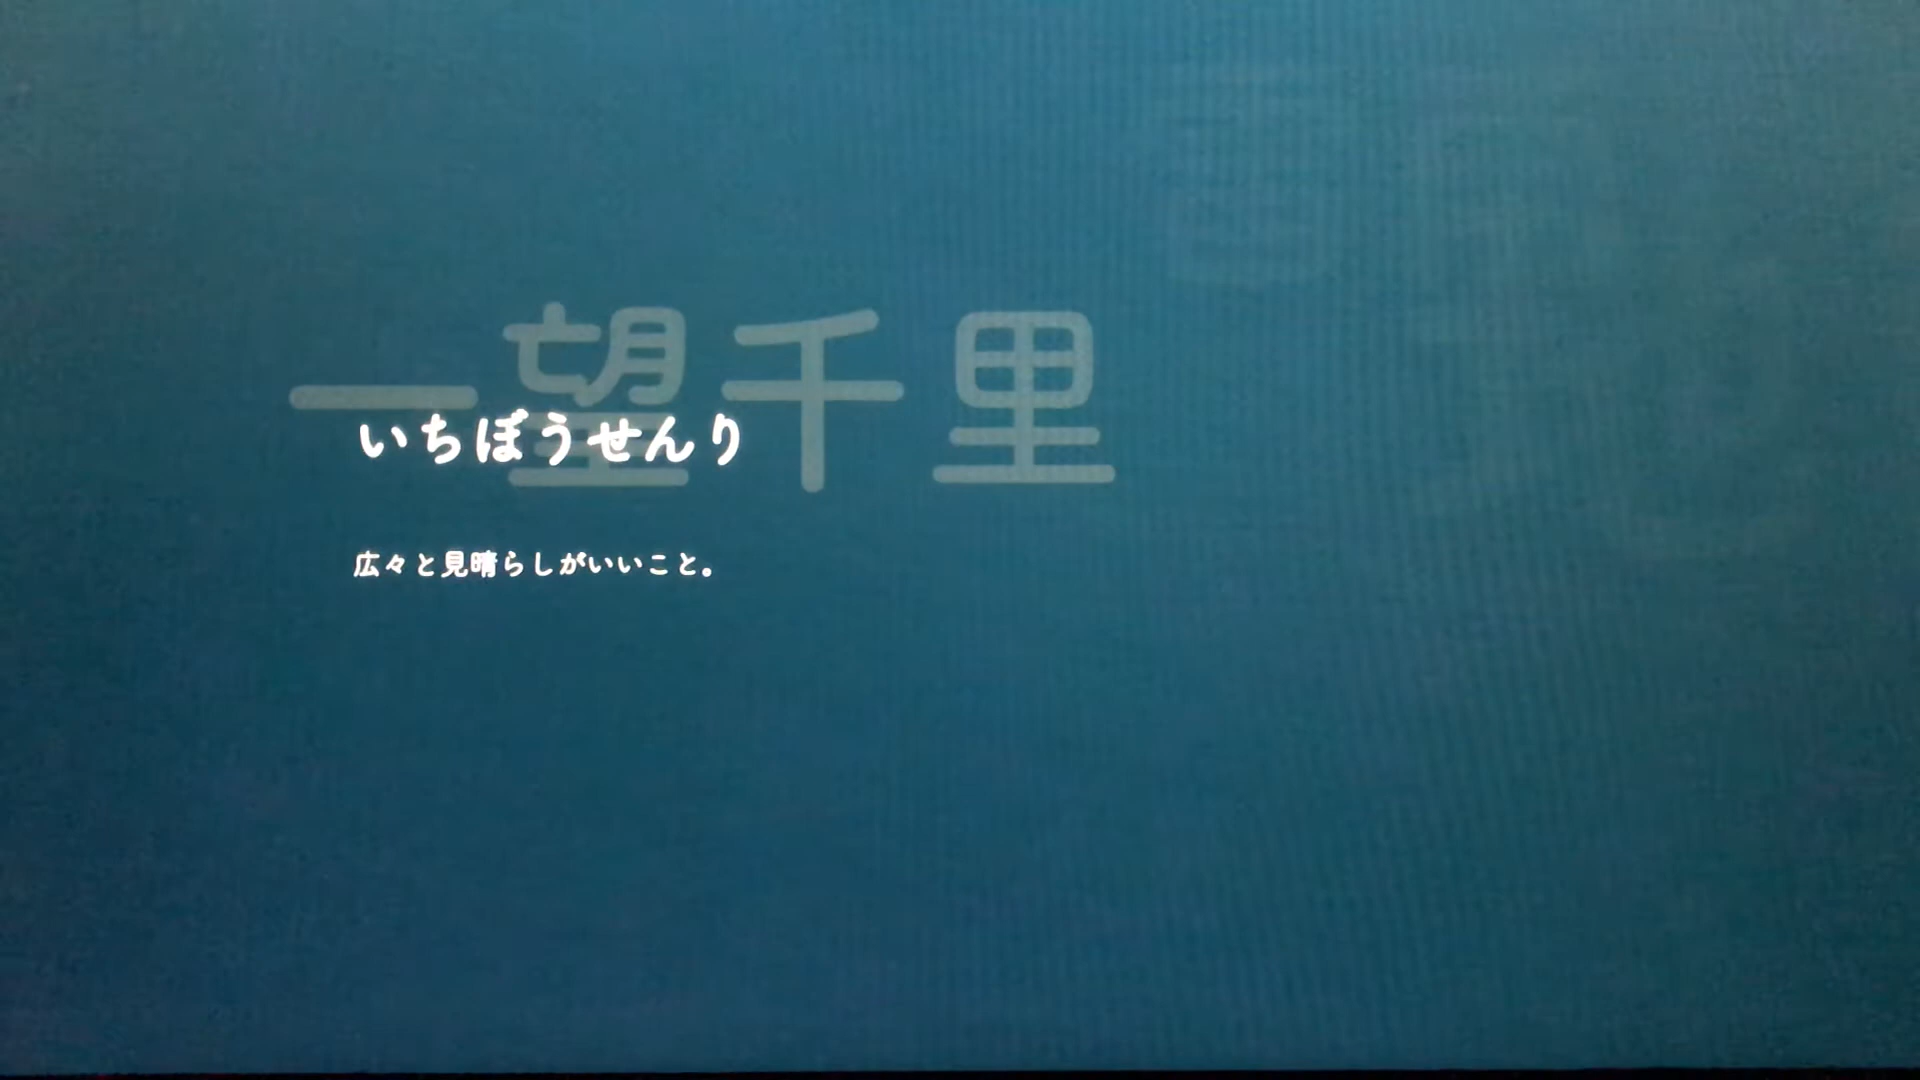 一望千里
いちぼうせんり
広々と見晴らしがいいこと。